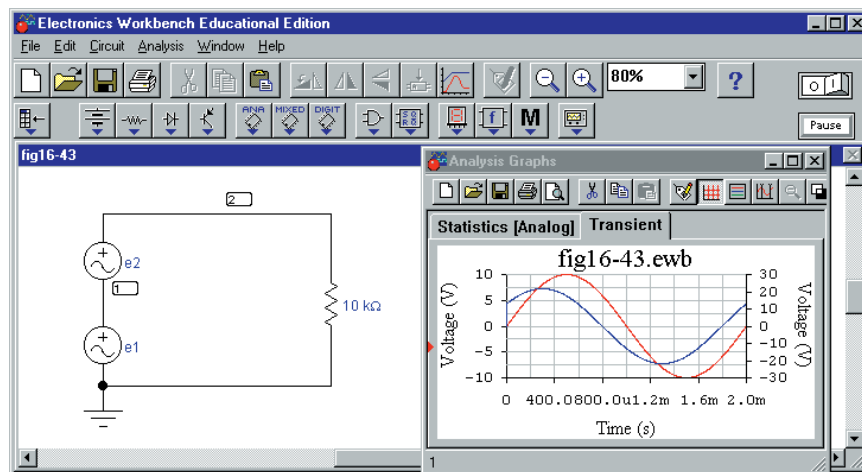 Electronics Workbench Educational Edition
File Edit Circuit Analysis Window Help
80%
?
O I
ANA MIXED DIGIT
f
M
Pause
fig16-43
2
e2
1
e1
10 kΩ
Analysis Graphs
Statistics [Analog] Transient
fig16-43.ewb
Voltage (V)
10
5
0
-5
-10
30
20
10
0
-10
-20
-30
Voltage (V)
0 400.0800.0u1.2m 1.6m 2.0m
Time (s)
1